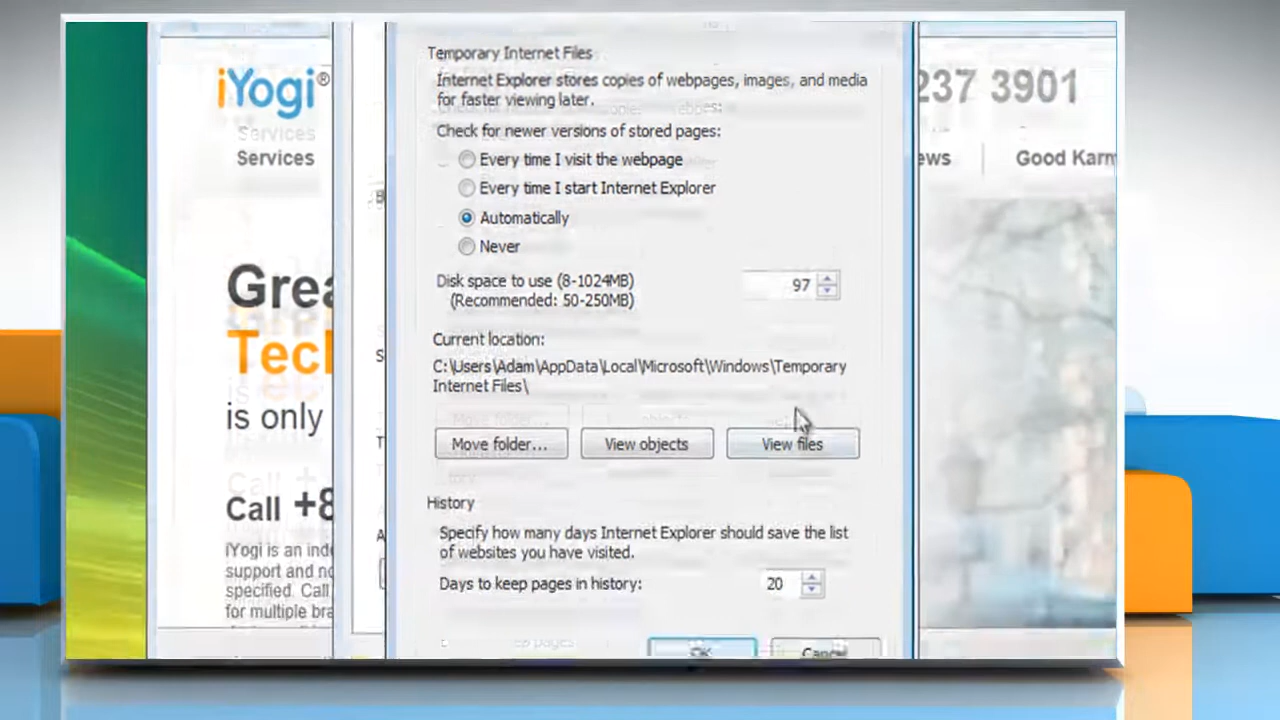 iYogi®
Services
Services
Grea
Tech
is only
Call +8
iYogi is an inde
support and no
specified. Call
for multiple bra
Temporary Internet Files
Internet Explorer stores copies of webpages, images, and media
for faster viewing later.
Check for newer versions of stored pages:
Every time I visit the webpage
Every time I start Internet Explorer
Automatically
Never
Disk space to use (8-1024MB)
(Recommended: 50-250MB)
97
Current location:
C:\Users\Adam\AppData\Local\Microsoft\Windows\Temporary
Internet Files\
Move folder... View objects View files
History
Specify how many days Internet Explorer should save the list
of websites you have visited.
Days to keep pages in history: 20
OK Cancel
237 3901
ews Good Karm